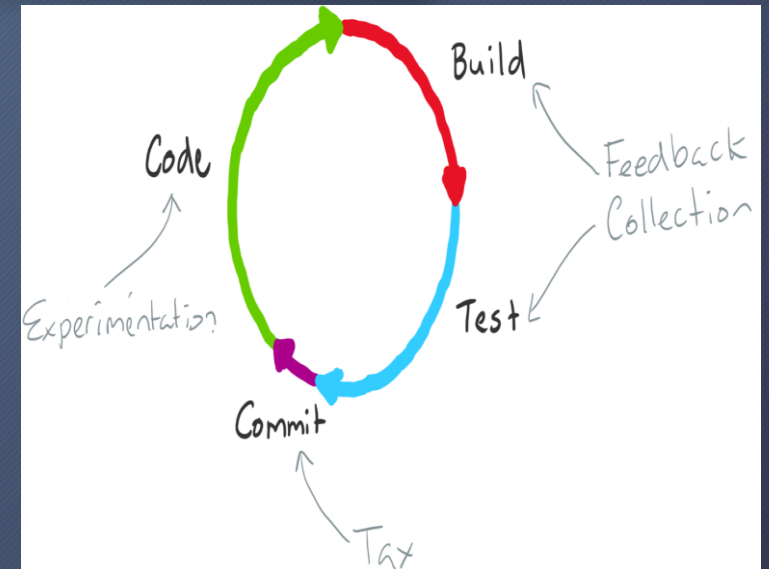 Build
Code
Feedback
Collection
Experimentation
Test
Commit
Tax